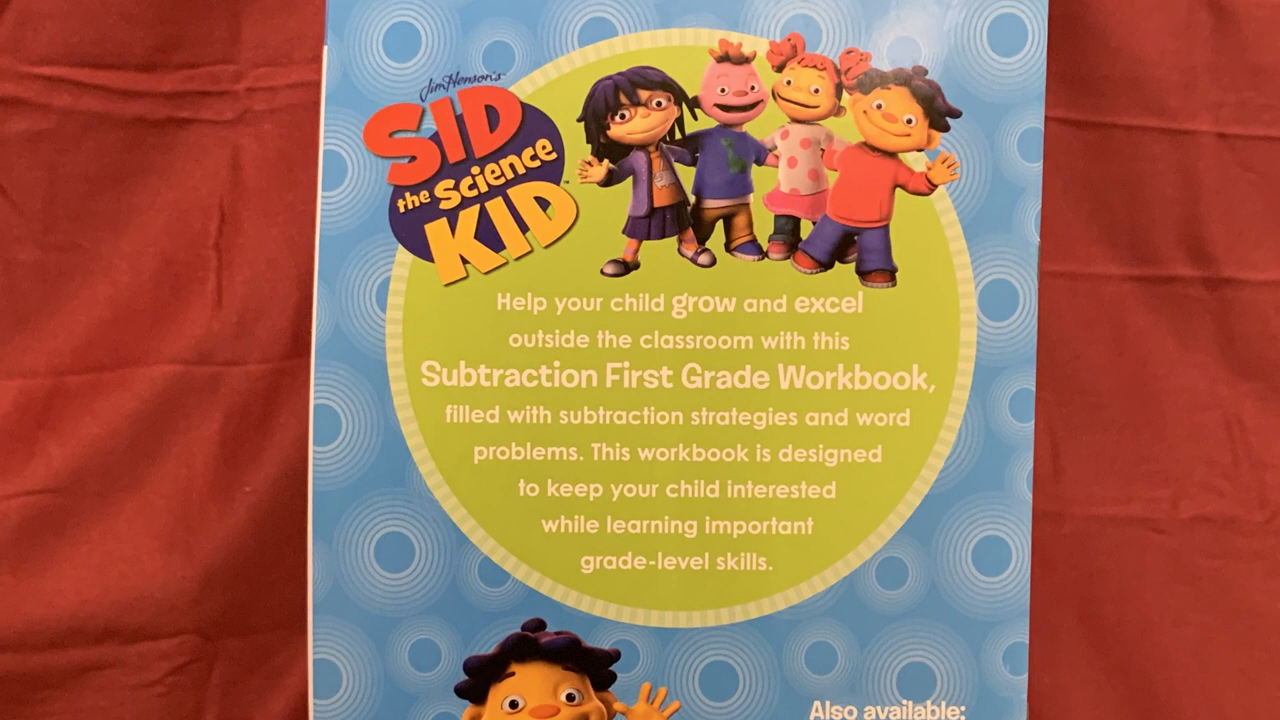 Jim Henson's
SID
the Science
KID™
Help your child grow and excel
outside the classroom with this
Subtraction First Grade Workbook,
filled with subtraction strategies and word
problems. This workbook is designed
to keep your child interested
while learning important
grade-level skills.
Also available: